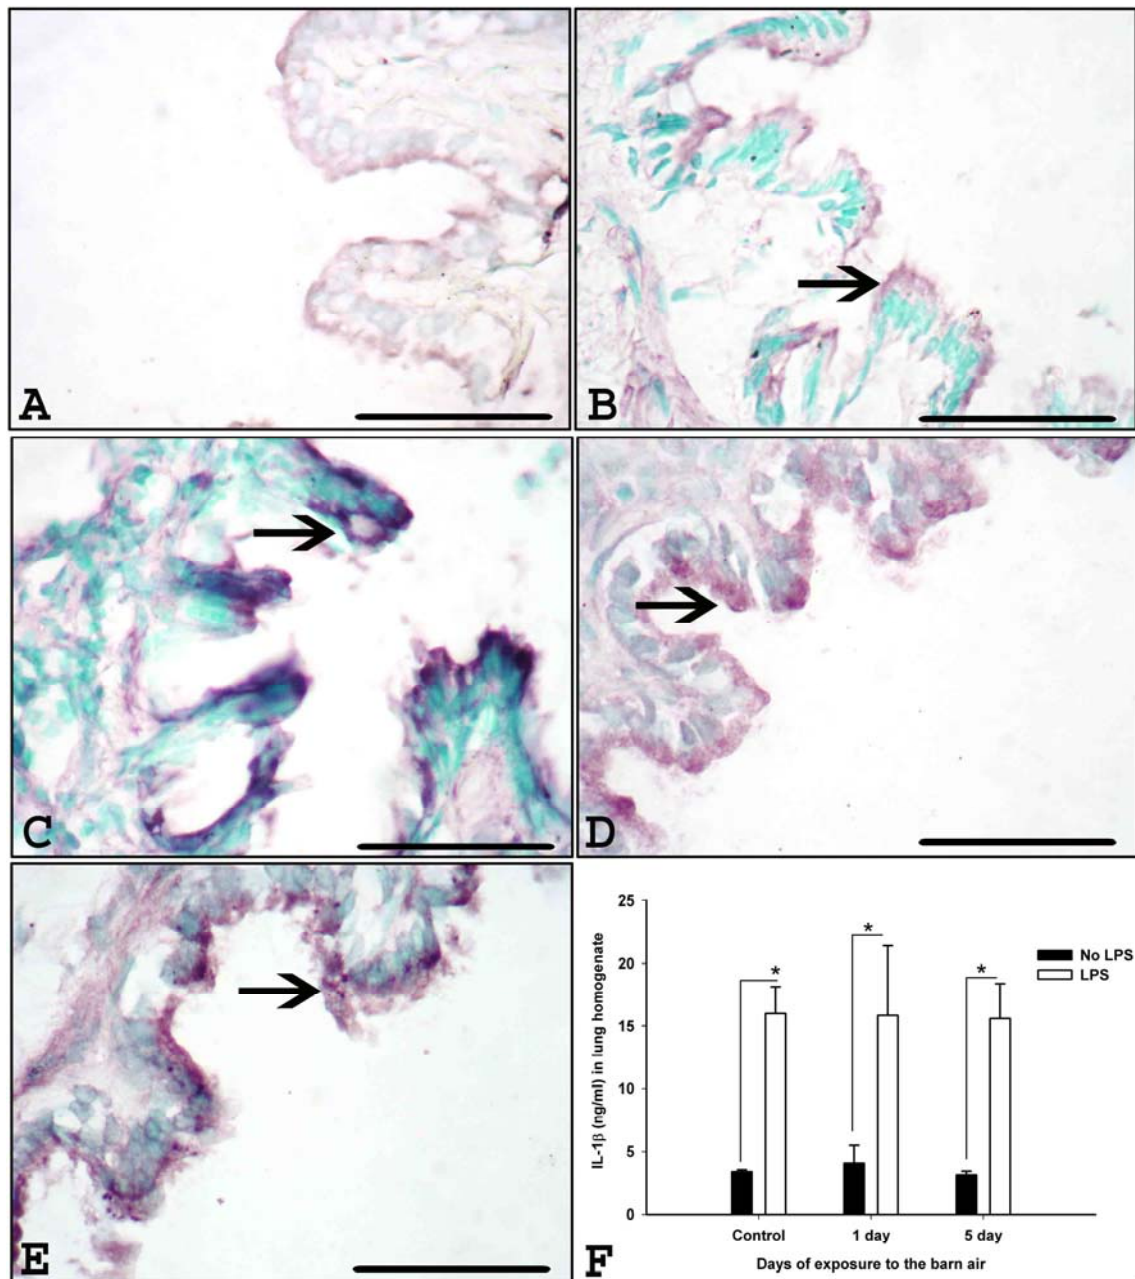 A
B
C
D
E
F
25
20
15
10
5
0
IL-1β (ng/ml) in lung homogenate
*
*
*
No LPS
LPS
Control
1 day
5 day
Days of exposure to the barn air